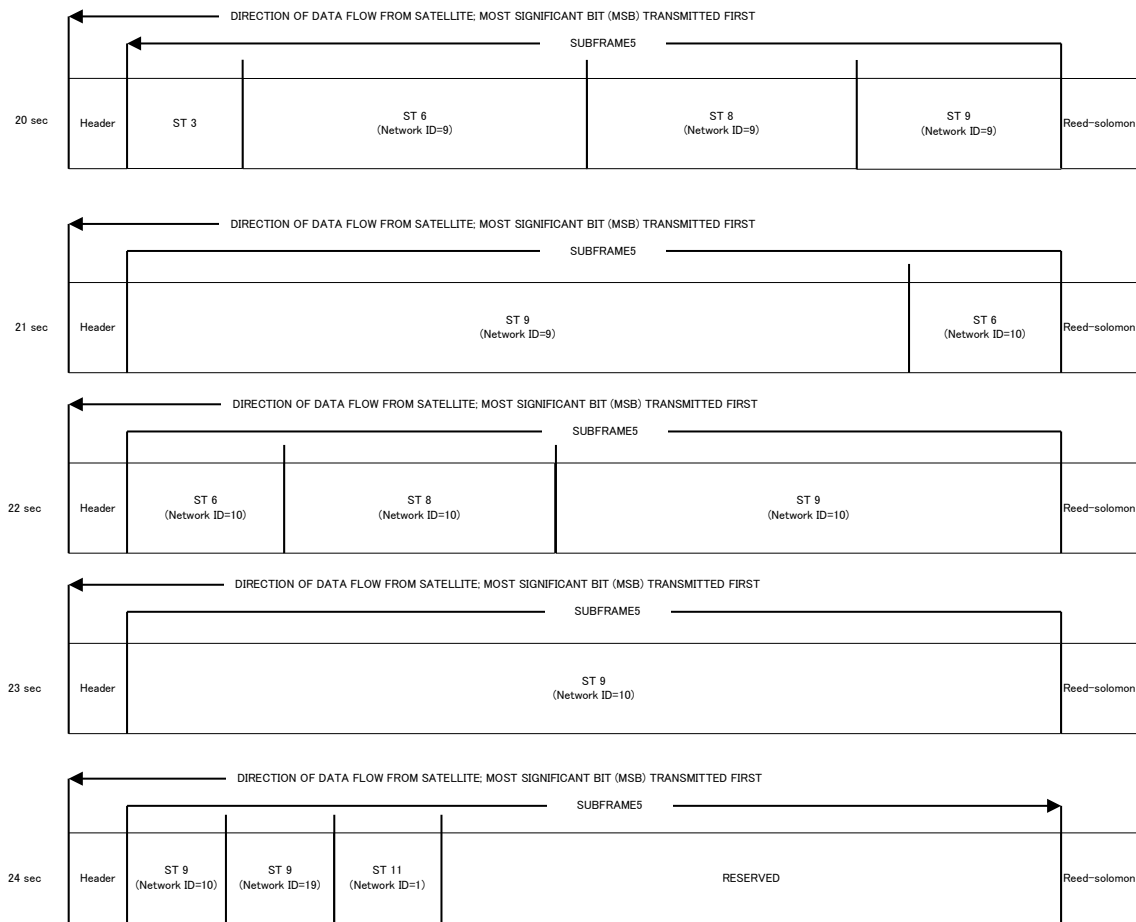 DIRECTION OF DATA FLOW FROM SATELLITE; MOST SIGNIFICANT BIT (MSB) TRANSMITTED FIRST
SUBFRAME5
20 sec
Header
ST 3
ST 6
(Network ID=9)
ST 8
(Network ID=9)
ST 9
(Network ID=9)
Reed-solomon
DIRECTION OF DATA FLOW FROM SATELLITE; MOST SIGNIFICANT BIT (MSB) TRANSMITTED FIRST
SUBFRAME5
21 sec
Header
ST 9
(Network ID=9)
ST 6
(Network ID=10)
Reed-solomon
DIRECTION OF DATA FLOW FROM SATELLITE; MOST SIGNIFICANT BIT (MSB) TRANSMITTED FIRST
SUBFRAME5
22 sec
Header
ST 6
(Network ID=10)
ST 8
(Network ID=10)
ST 9
(Network ID=10)
Reed-solomon
DIRECTION OF DATA FLOW FROM SATELLITE; MOST SIGNIFICANT BIT (MSB) TRANSMITTED FIRST
SUBFRAME5
23 sec
Header
ST 9
(Network ID=10)
Reed-solomon
DIRECTION OF DATA FLOW FROM SATELLITE; MOST SIGNIFICANT BIT (MSB) TRANSMITTED FIRST
SUBFRAME5
24 sec
Header
ST 9
(Network ID=10)
ST 9
(Network ID=19)
ST 11
(Network ID=1)
RESERVED
Reed-solomon